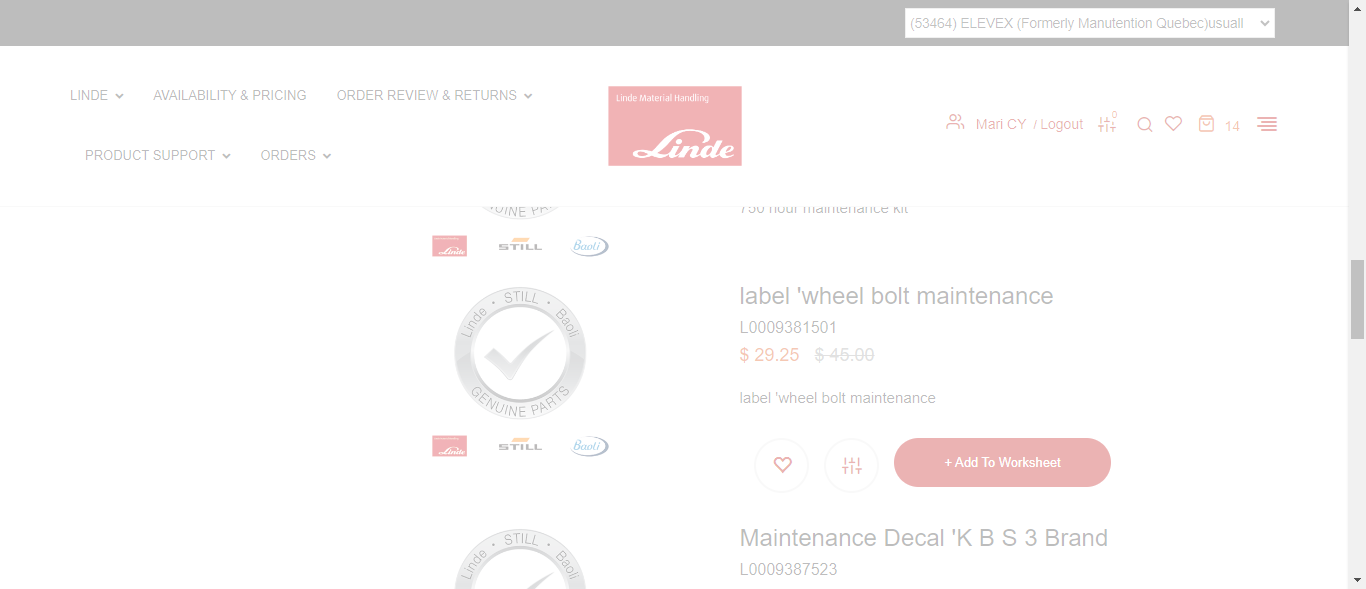 (53464) ELEVEX (Formerly Manutention Quebec)usuall
LINDE
AVAILABILITY & PRICING
ORDER REVIEW & RETURNS
Linde Material Handling
Linde
Mari CY / Logout
0
14
PRODUCT SUPPORT
ORDERS
GENUINE PARTS
750 hour maintenance kit
Linde
STILL
Baoli
label 'wheel bolt maintenance
L0009381501
$ 29.25 $ 45.00
label 'wheel bolt maintenance
Linde • STILL • Baoli
GENUINE PARTS
Linde
STILL
Baoli
+ Add To Worksheet
Maintenance Decal 'K B S 3 Brand
L0009387523
Linde • STILL • Baoli